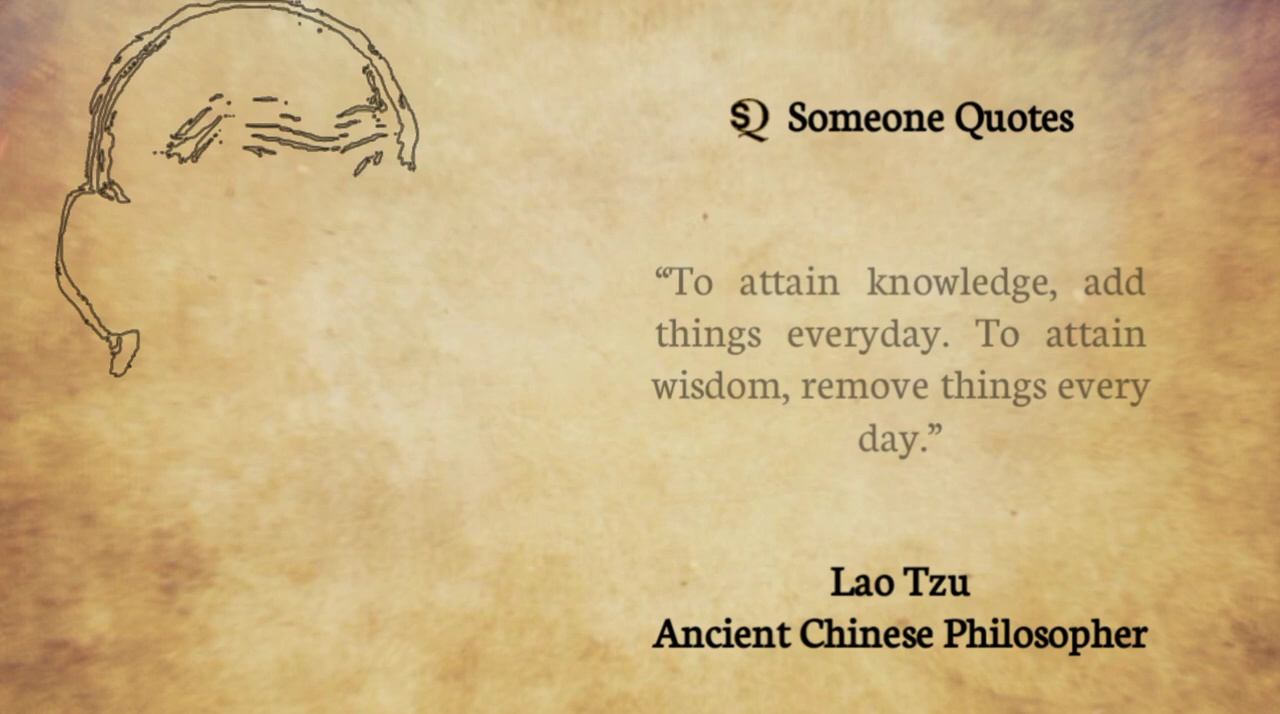 SQ Someone Quotes
“To attain knowledge, add
things everyday. To attain
wisdom, remove things every
day.”
Lao Tzu
Ancient Chinese Philosopher